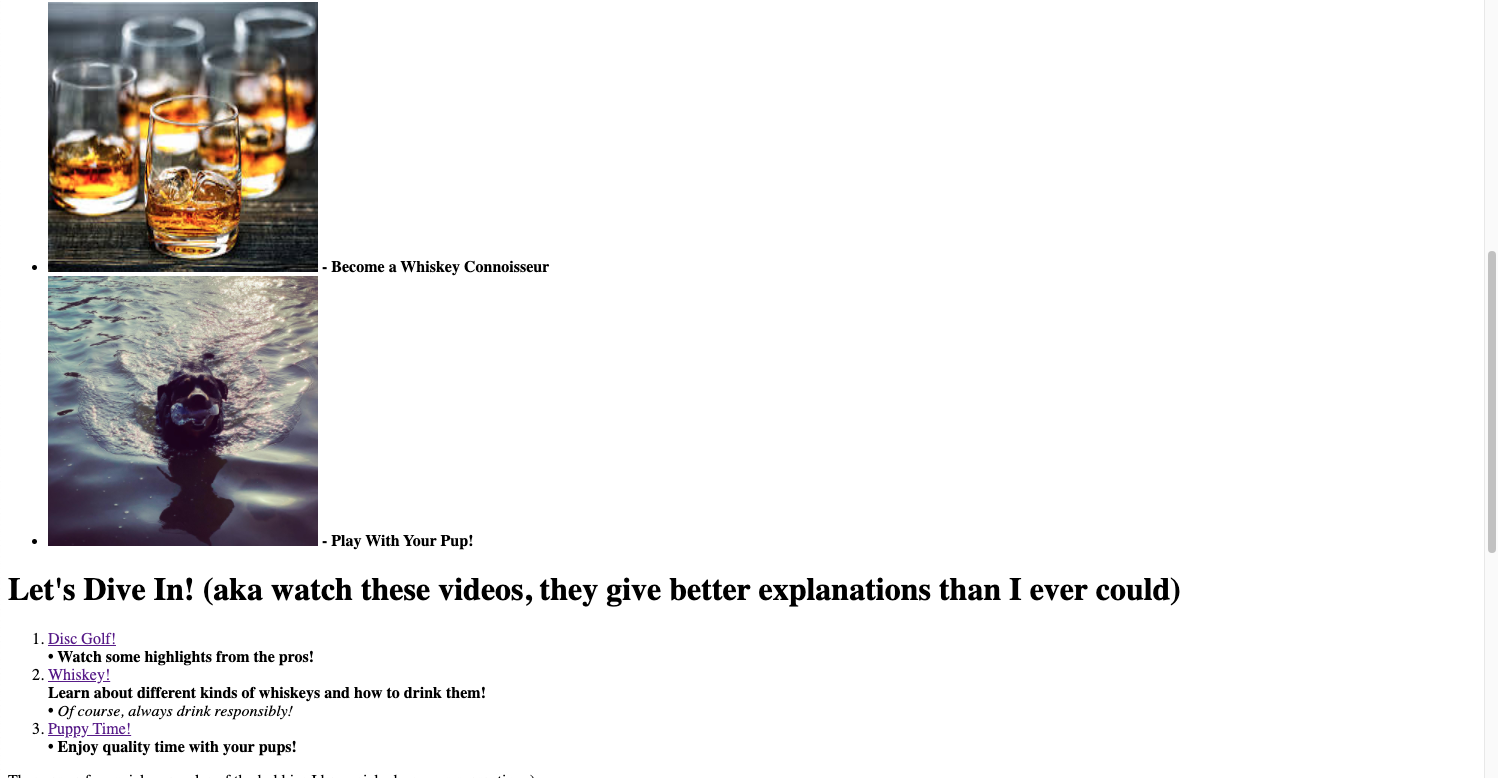 • - Become a Whiskey Connoisseur
• - Play With Your Pup!
Let's Dive In! (aka watch these videos, they give better explanations than I ever could)
1. Disc Golf!
• Watch some highlights from the pros!
2. Whiskey!
Learn about different kinds of whiskeys and how to drink them!
• Of course, always drink responsibly!
3. Puppy Time!
• Enjoy quality time with your pups!